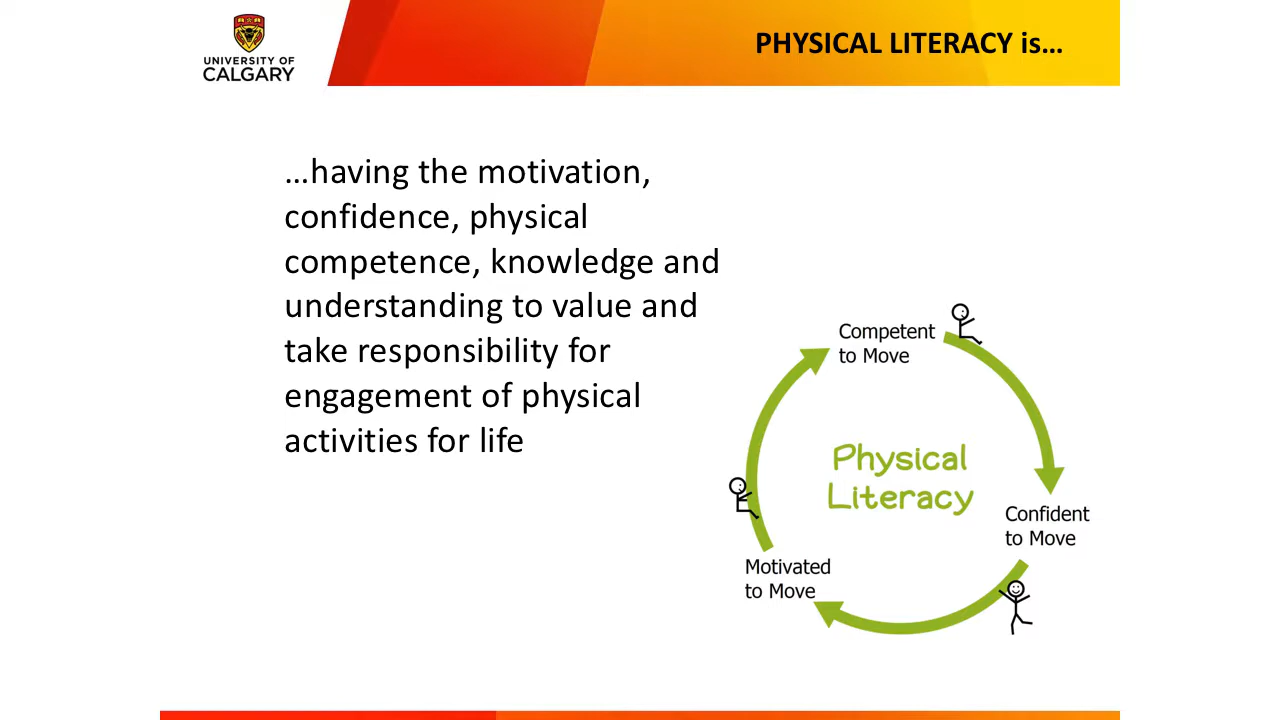 UNIVERSITY OF
CALGARY
PHYSICAL LITERACY is...
...having the motivation,
confidence, physical
competence, knowledge and
understanding to value and
take responsibility for
engagement of physical
activities for life
Competent
to Move
Physical
Literacy
Confident
to Move
Motivated
to Move